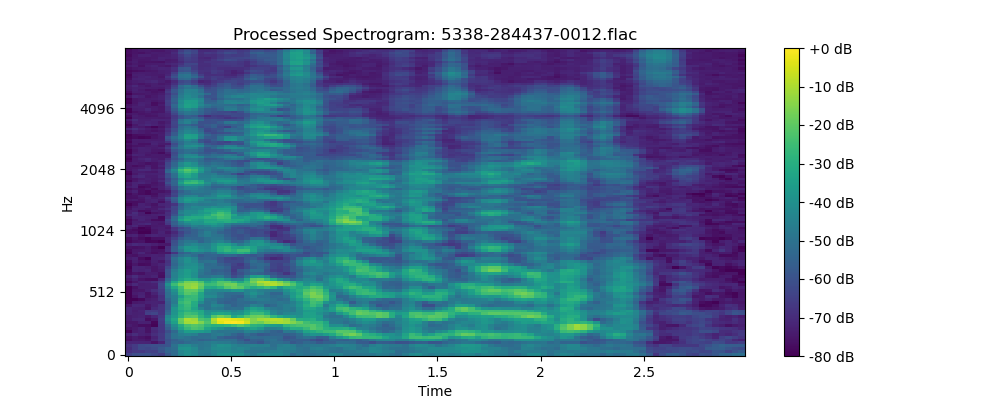 Processed Spectrogram: 5338-284437-0012.flac
Hz
4096
2048
1024
512
0
0
0.5
1
1.5
2
2.5
Time
+0 dB
-10 dB
-20 dB
-30 dB
-40 dB
-50 dB
-60 dB
-70 dB
-80 dB